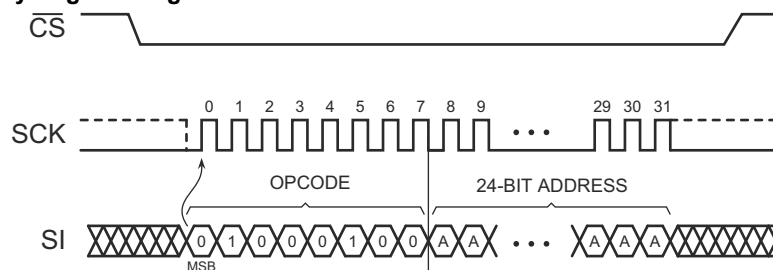 CS
0 1 2 3 4 5 6 7 8 9 29 30 31
SCK
OPCODE 24-BIT ADDRESS
SI 0 1 0 0 0 1 0 0 A A A A A
MSB